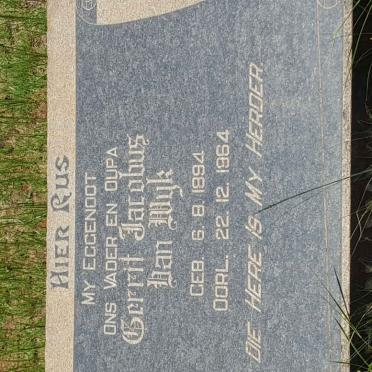 HIER RUS
MY EGGENOOT
ONS VADER EN OUPA
Gerrit Jacobus
Van Wyk
GEB. 6. 8. 1894
OORL. 22. 12. 1964
DIE HERE IS MY HERDER.